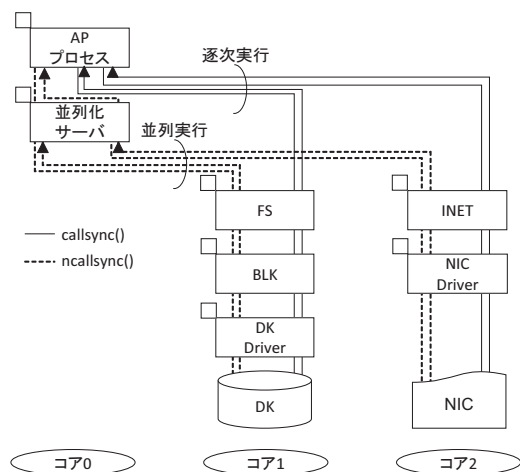 AP
プロセス
逐次実行
並列化
サーバ
並列実行
FS
INET
callsync()
ncallsync()
BLK
NIC
Driver
DK
Driver
DK
NIC
コア0
コア1
コア2